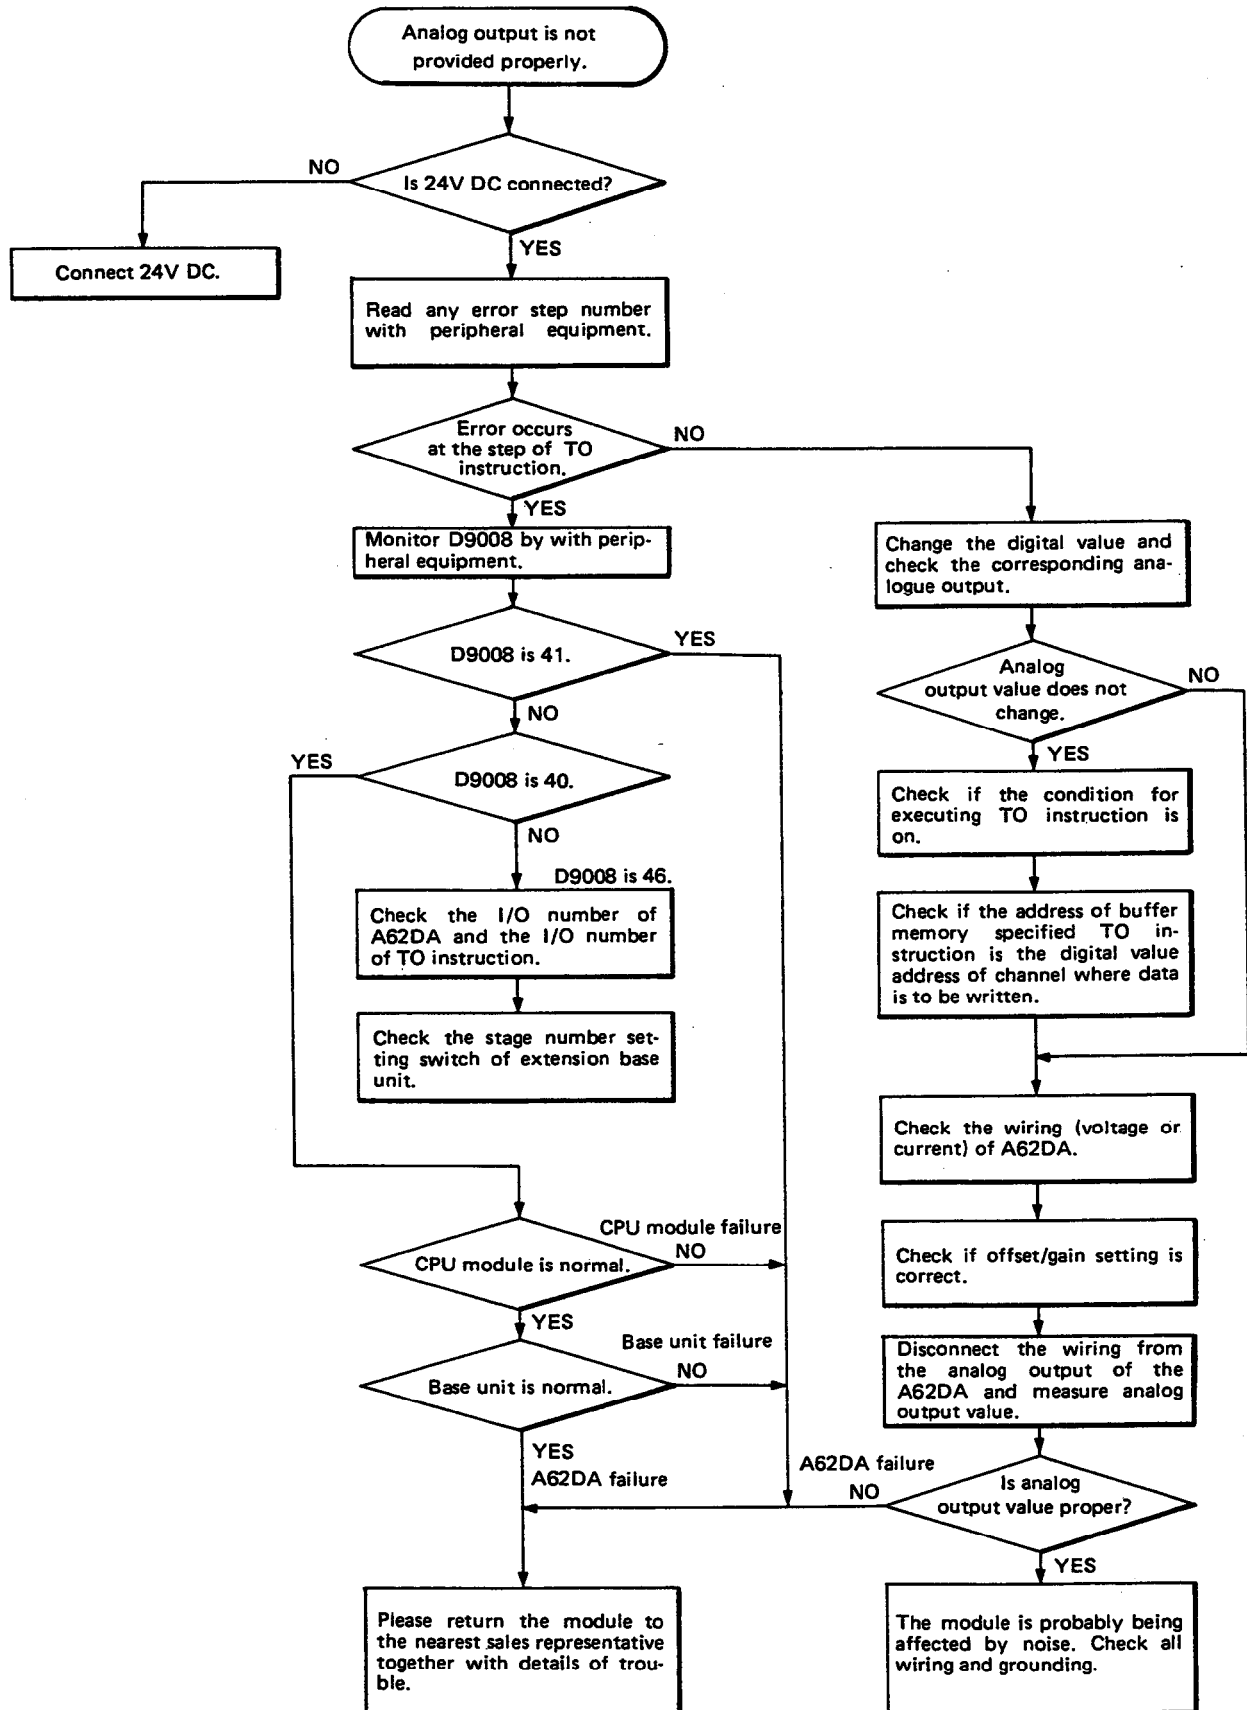 Analog output is not
provided properly.
NO
Is 24V DC connected?
YES
Connect 24V DC.
Read any error step number
with peripheral equipment.
Error occurs
at the step of TO
instruction.
NO
YES
Monitor D9008 by with perip-
heral equipment.
Change the digital value and
check the corresponding ana-
logue output.
D9008 is 41.
YES
NO
Analog
output value does not
change.
NO
YES
YES
D9008 is 40.
NO
Check if the condition for
executing TO instruction is
on.
D9008 is 46.
Check the I/O number of
A62DA and the I/O number
of TO instruction.
Check if the address of buffer
memory specified TO in-
struction is the digital value
address of channel where data
is to be written.
Check the stage number set-
ting switch of extension base
unit.
Check the wiring (voltage or
current) of A62DA.
CPU module failure
NO
CPU module is normal.
YES
Check if offset/gain setting is
correct.
Base unit failure
NO
Base unit is normal.
YES
A62DA failure
Disconnect the wiring from
the analog output of the
A62DA and measure analog
output value.
A62DA failure
NO
Is analog
output value proper?
YES
Please return the module to
the nearest sales representative
together with details of trou-
ble.
The module is probably being
affected by noise. Check all
wiring and grounding.